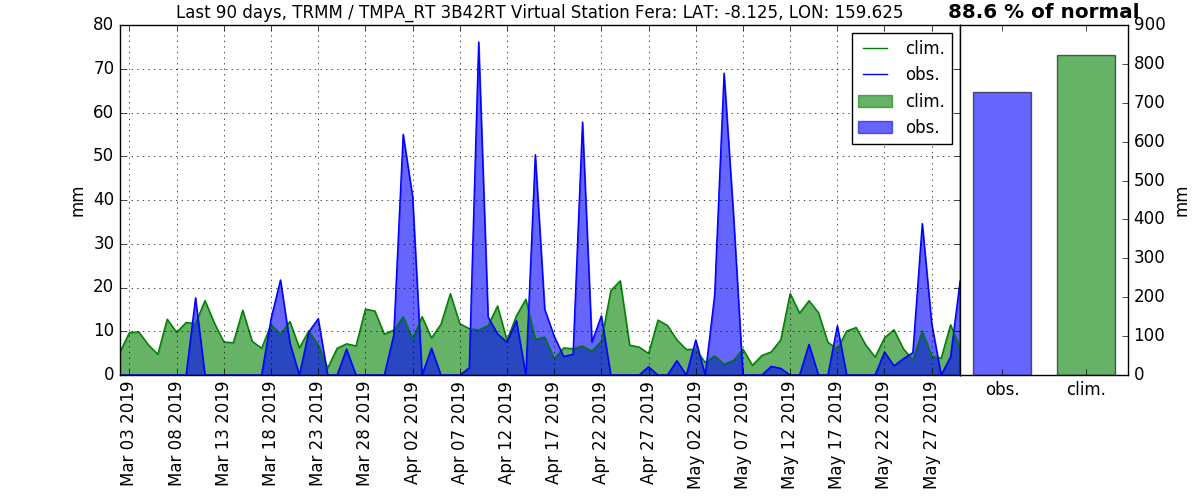 Last 90 days, TRMM / TMPA_RT 3B42RT Virtual Station Fera: LAT: -8.125, LON: 159.625
88.6 % of normal
80
70
60
50
40
30
20
10
0
mm
clim.
obs.
clim.
obs.
Mar 03 2019
Mar 08 2019
Mar 13 2019
Mar 18 2019
Mar 23 2019
Mar 28 2019
Apr 02 2019
Apr 07 2019
Apr 12 2019
Apr 17 2019
Apr 22 2019
Apr 27 2019
May 02 2019
May 07 2019
May 12 2019
May 17 2019
May 22 2019
May 27 2019
900
800
700
600
500
400
300
200
100
0
mm
obs.
clim.